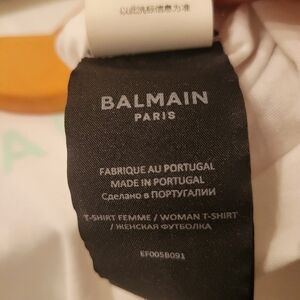 以此洗标信息为准
BALMAIN
PARIS
FABRIQUE AU PORTUGAL
MADE IN PORTUGAL
Сделано в ПОРТУГАЛИИ
T-SHIRT FEMME / WOMAN T-SHIRT
/ ЖЕНСКАЯ ФУТБОЛКА
EF005B091